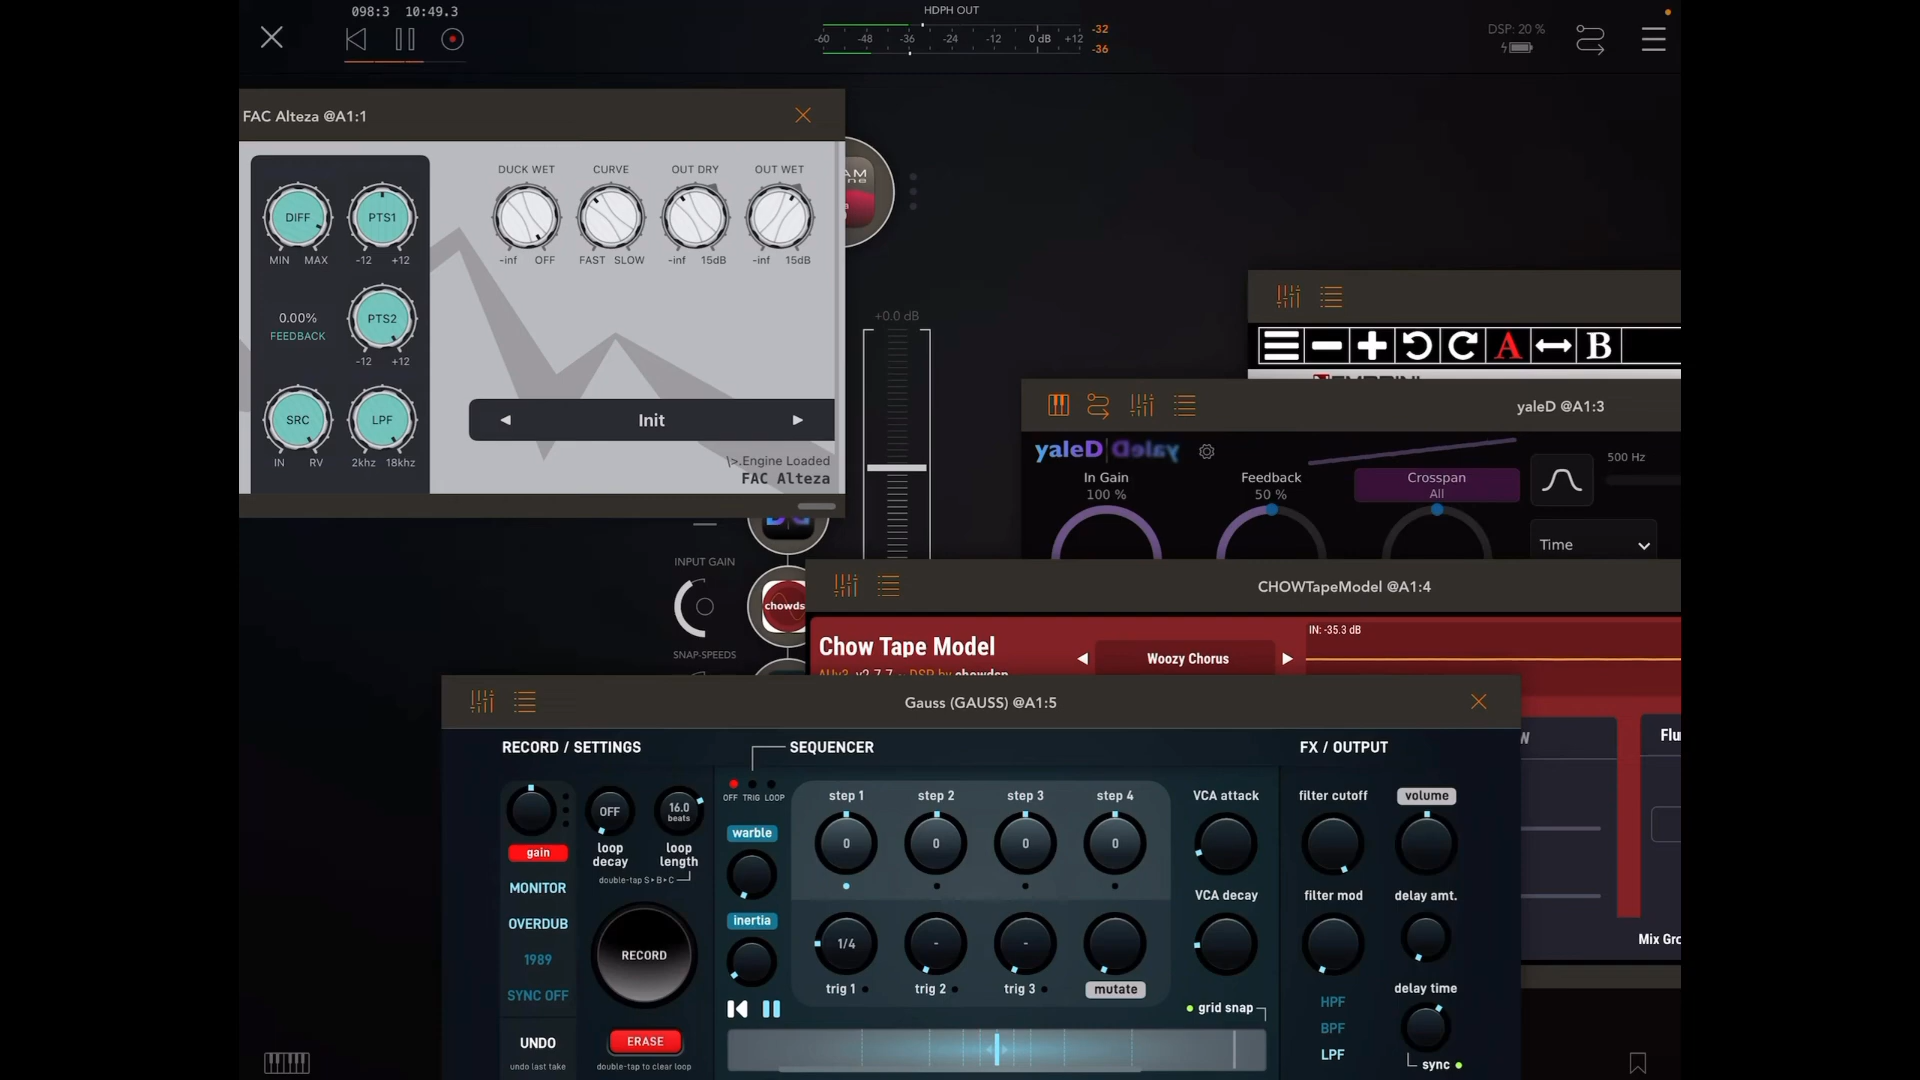 098:3 10:49.3
HDPH OUT
-60 -48 -36 -24 -12 0 dB +12
-32
-36
DSP: 20 %
FAC Alteza @A1:1
DIFF PTS1
MIN MAX -12 +12
DUCK WET CURVE OUT DRY OUT WET
-inf OFF FAST SLOW -inf 15dB -inf 15dB
0.00%
FEEDBACK
PTS2
-12 +12
SRC LPF
IN RV 2khz 18khz
Init
\>.Engine Loaded
FAC Alteza
+0.0 dB
A B
yaleD @A1:3
yaleD
In Gain
100 %
Feedback
50 %
Crosspan
All
500 Hz
Time
INPUT GAIN
chowds
SNAP-SPEEDS
CHOWTapeModel @A1:4
Chow Tape Model
AUv3 v2.7.7 - DSP by chowdsp
Woozy Chorus
IN: -35.3 dB
Mix Gro
Gauss (GAUSS) @A1:5
RECORD / SETTINGS SEQUENCER FX / OUTPUT
OFF TRIG LOOP
gain
OFF
loop decay
16.0 beats
loop length
double-tap S▸B▸C
MONITOR
OVERDUB
1989
SYNC OFF
UNDO
undo last take
RECORD
ERASE
double-tap to clear loop
warble
inertia
step 1 step 2 step 3 step 4
0 0 0 0
1/4 - -
trig 1 trig 2 trig 3 mutate
VCA attack
VCA decay
grid snap
filter cutoff volume
filter mod delay amt.
delay time
HPF
BPF
LPF
sync